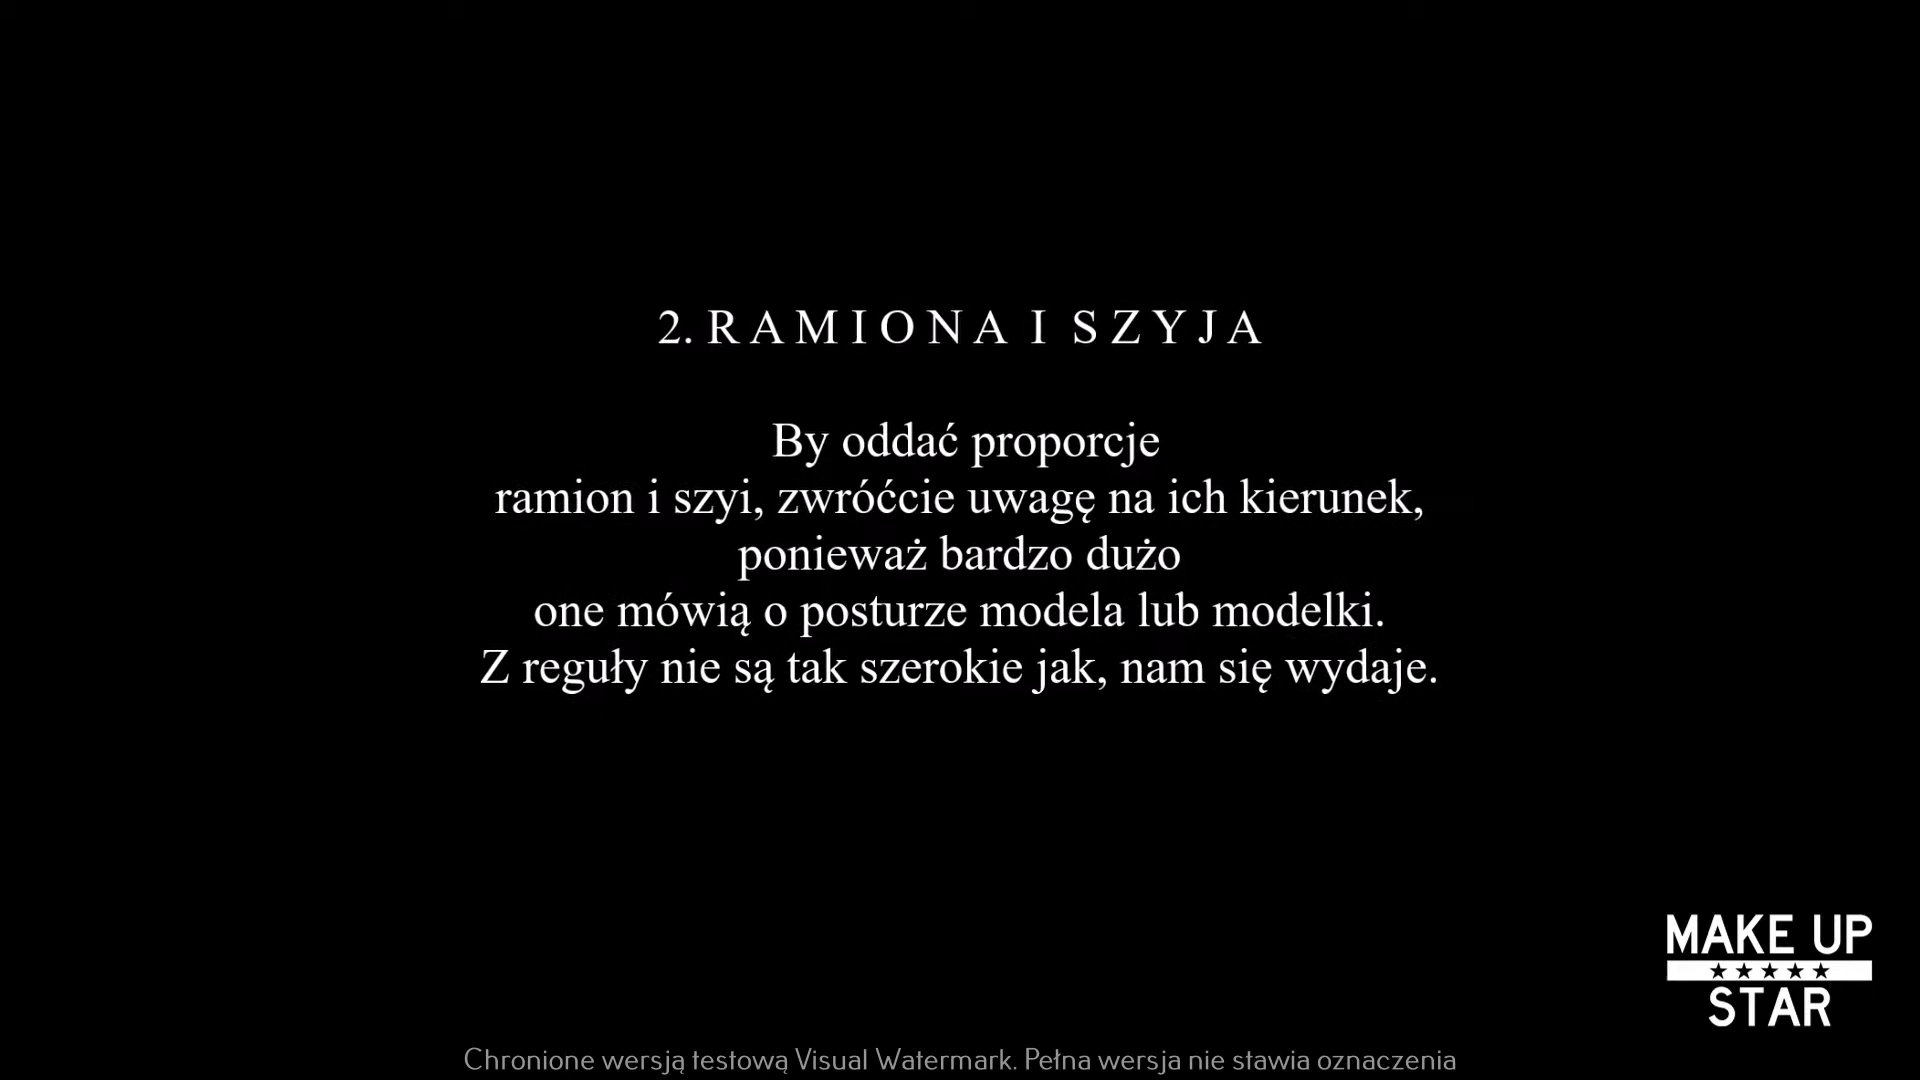 2. R A M I O N A  I  S Z Y J A
By oddać proporcje
ramion i szyi, zwróćcie uwagę na ich kierunek,
ponieważ bardzo dużo
one mówią o posturze modela lub modelki.
Z reguły nie są tak szerokie jak, nam się wydaje.
MAKE UP
★★★★★
STAR
Chronione wersją testową Visual Watermark. Pełna wersja nie stawia oznaczenia